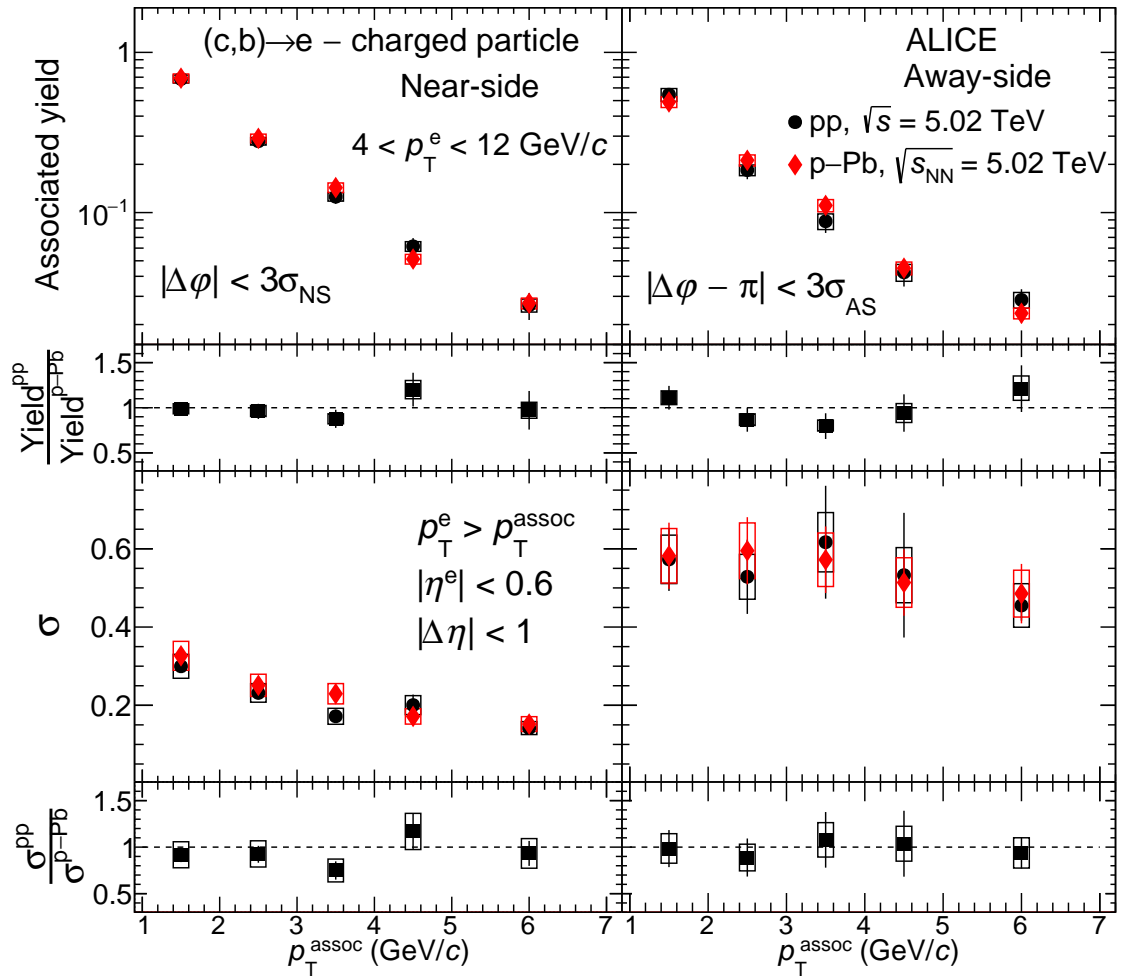 (c,b)→e − charged particle
Near-side
4 < p_T^e < 12 GeV/c
|Δφ| < 3σ_NS
Associated yield
1
10^−1
ALICE
Away-side
pp, √s = 5.02 TeV
p−Pb, √s_NN = 5.02 TeV
|Δφ − π| < 3σ_AS
Yield^pp
Yield^p−Pb
1.5
1
0.5
p_T^e > p_T^assoc
|η^e| < 0.6
|Δη| < 1
σ
0.6
0.4
0.2
σ^pp
σ^p−Pb
1.5
1
0.5
1 2 3 4 5 6 7
2 3 4 5 6 7
p_T^assoc (GeV/c)
p_T^assoc (GeV/c)